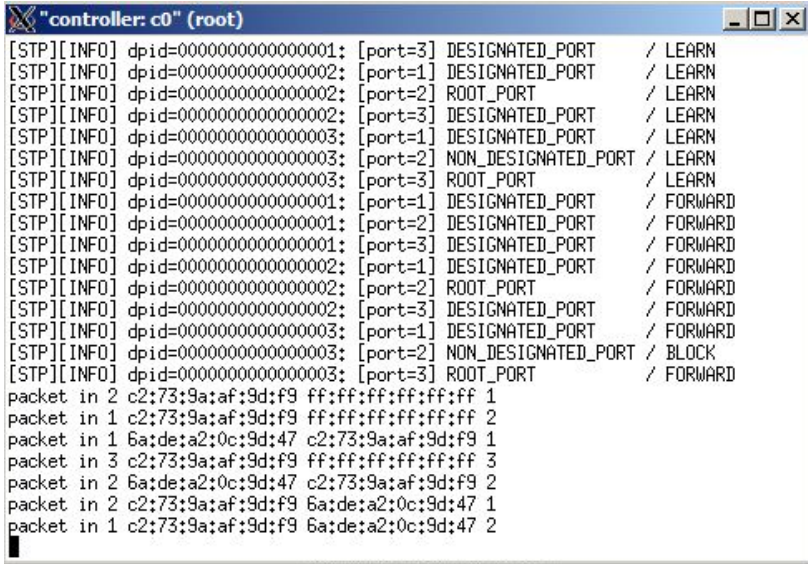 "controller: c0" (root)
[STP][INFO] dpid=0000000000000001: [port=3] DESIGNATED_PORT     / LEARN
[STP][INFO] dpid=0000000000000002: [port=1] DESIGNATED_PORT     / LEARN
[STP][INFO] dpid=0000000000000002: [port=2] ROOT_PORT           / LEARN
[STP][INFO] dpid=0000000000000002: [port=3] DESIGNATED_PORT     / LEARN
[STP][INFO] dpid=0000000000000003: [port=1] DESIGNATED_PORT     / LEARN
[STP][INFO] dpid=0000000000000003: [port=2] NON_DESIGNATED_PORT / LEARN
[STP][INFO] dpid=0000000000000003: [port=3] ROOT_PORT           / LEARN
[STP][INFO] dpid=0000000000000001: [port=1] DESIGNATED_PORT     / FORWARD
[STP][INFO] dpid=0000000000000001: [port=2] DESIGNATED_PORT     / FORWARD
[STP][INFO] dpid=0000000000000001: [port=3] DESIGNATED_PORT     / FORWARD
[STP][INFO] dpid=0000000000000002: [port=1] DESIGNATED_PORT     / FORWARD
[STP][INFO] dpid=0000000000000002: [port=2] ROOT_PORT           / FORWARD
[STP][INFO] dpid=0000000000000002: [port=3] DESIGNATED_PORT     / FORWARD
[STP][INFO] dpid=0000000000000003: [port=1] DESIGNATED_PORT     / FORWARD
[STP][INFO] dpid=0000000000000003: [port=2] NON_DESIGNATED_PORT / BLOCK
[STP][INFO] dpid=0000000000000003: [port=3] ROOT_PORT           / FORWARD
packet in 2 c2:73:9a:af:9d:f9 ff:ff:ff:ff:ff:ff 1
packet in 1 c2:73:9a:af:9d:f9 ff:ff:ff:ff:ff:ff 2
packet in 1 6a:de:a2:0c:9d:47 c2:73:9a:af:9d:f9 1
packet in 3 c2:73:9a:af:9d:f9 ff:ff:ff:ff:ff:ff 3
packet in 2 6a:de:a2:0c:9d:47 c2:73:9a:af:9d:f9 2
packet in 2 c2:73:9a:af:9d:f9 6a:de:a2:0c:9d:47 1
packet in 1 c2:73:9a:af:9d:f9 6a:de:a2:0c:9d:47 2